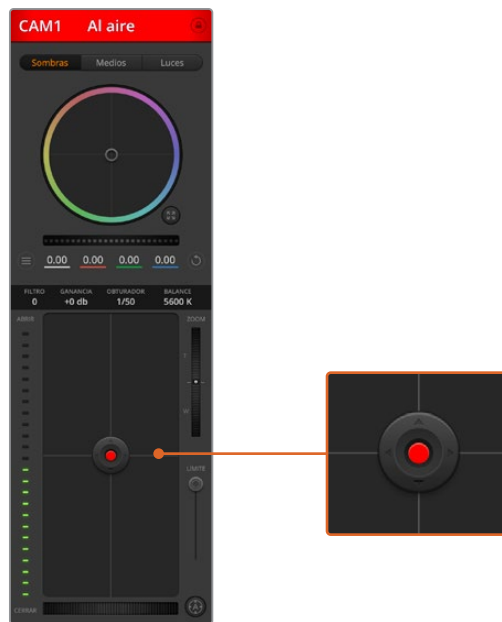 CAM1 Al aire
Sombras Medios Luces
0.00 0.00 0.00 0.00
FILTRO GANANCIA OBTURADOR BALANCE
0 +0 db 1/50 5600 K
ABRIR ZOOM
T
W
LÍMITE
CERRAR
A